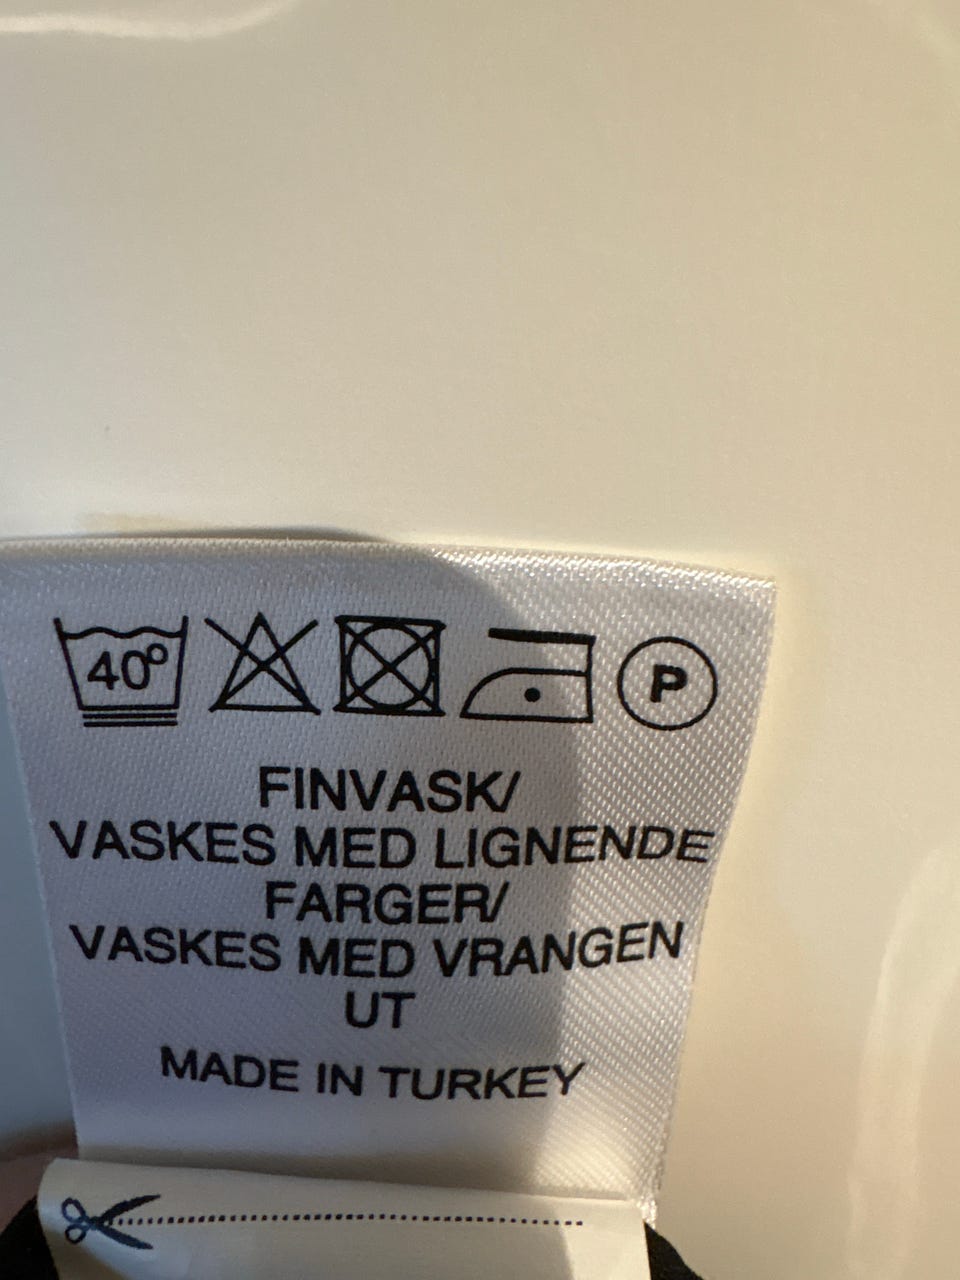 40°
P
FINVASK/
VASKES MED LIGNENDE
FARGER/
VASKES MED VRANGEN
UT
MADE IN TURKEY